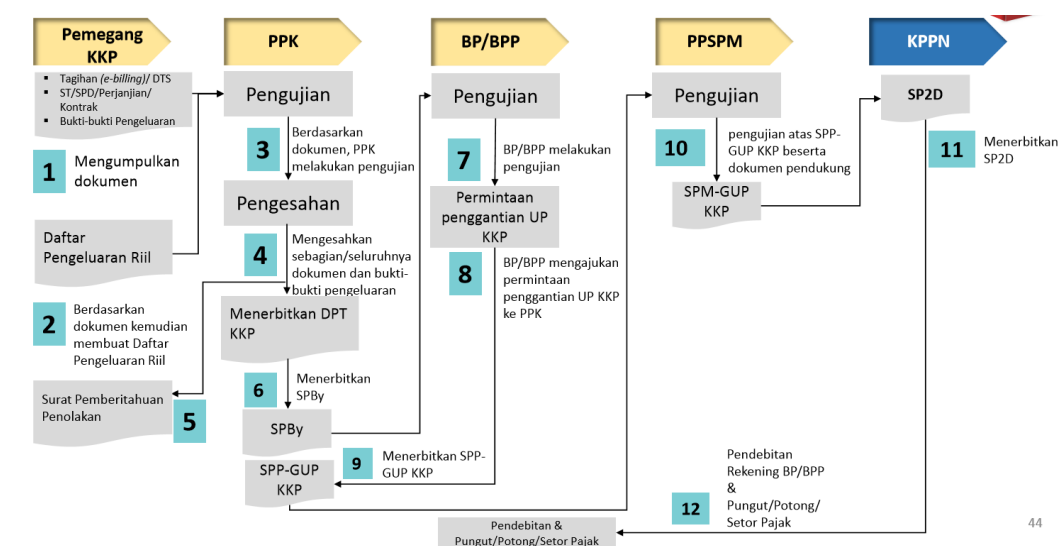 Pemegang
KKP
PPK
BP/BPP
PPSPM
KPPN
▪ Tagihan (e-billing)/ DTS
▪ ST/SPD/Perjanjian/
Kontrak
▪ Bukti-bukti Pengeluaran
1
Mengumpulkan
dokumen
Daftar
Pengeluaran Riil
2
Berdasarkan
dokumen kemudian
membuat Daftar
Pengeluaran Riil
Surat Pemberitahuan
Penolakan
5
Pengujian
3
Berdasarkan
dokumen, PPK
melakukan pengujian
Pengesahan
4
Mengesahkan
sebagian/seluruhnya
dokumen dan bukti-
bukti pengeluaran
Menerbitkan DPT
KKP
6
Menerbitkan
SPBy
SPBy
SPP-GUP
KKP
9
Menerbitkan SPP-
GUP KKP
Pengujian
7
BP/BPP melakukan
pengujian
Permintaan
penggantian UP
KKP
8
BP/BPP mengajukan
permintaan
penggantian UP KKP
ke PPK
Pengujian
10
pengujian atas SPP-
GUP KKP beserta
dokumen pendukung
SPM-GUP
KKP
SP2D
11
Menerbitkan
SP2D
12
Pendebitan
Rekening BP/BPP
&
Pungut/Potong/
Setor Pajak
Pendebitan &
Pungut/Potong/Setor Pajak
44